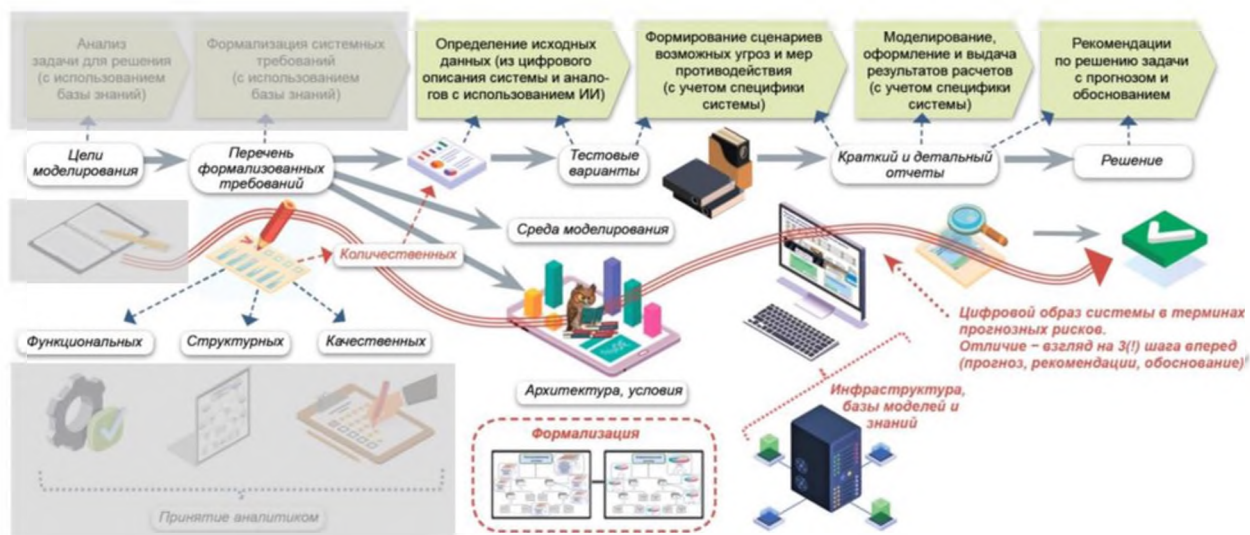 Анализ
задачи для решения
(с использованием
базы знаний)
Формализация системных
требований
(с использованием
базы знаний)
Определение исходных
данных (из цифрового
описания системы и анало-
гов с использованием ИИ)
Формирование сценариев
возможных угроз и мер
противодействия
(с учетом специфики
системы)
Моделирование,
оформление и выдача
результатов расчетов
(с учетом специфики
системы)
Рекомендации
по решению задачи
с прогнозом и
обоснованием
Цели
моделирования
Перечень
формализованных
требований
Тестовые
варианты
Краткий и детальный
отчеты
Решение
Среда моделирования
Количественных
Функциональных
Структурных
Качественных
Архитектура, условия
Цифровой образ системы в терминах
прогнозных рисков.
Отличие – взгляд на 3(!) шага вперед
(прогноз, рекомендации, обоснование)
Инфраструктура,
базы моделей и
знаний
Формализация
Принятие аналитиком